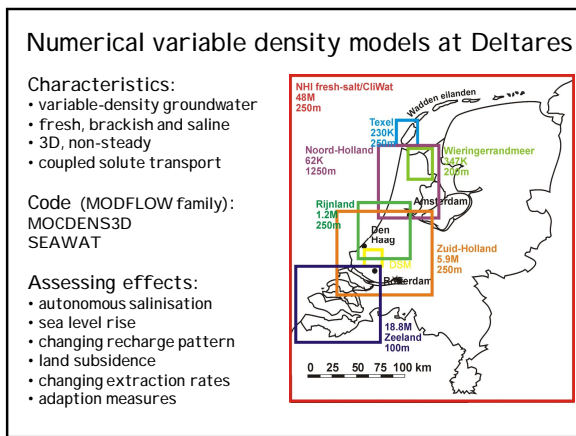 Numerical variable density models at Deltares
Characteristics:
• variable-density groundwater
• fresh, brackish and saline
• 3D, non-steady
• coupled solute transport
Code (MODFLOW family):
MOCDENS3D
SEAWAT
Assessing effects:
• autonomous salinisation
• sea level rise
• changing recharge pattern
• land subsidence
• changing extraction rates
• adaption measures
NHI fresh-salt/CliWat
48M
250m
Wadden eilanden
Texel
230K
250m
Noord-Holland
62K
1250m
Wieringerrandmeer
347K
200m
Rijnland
1.2M
250m
Amsterdam
Den
Haag
Zuid-Holland
5.9M
250m
DSM
Rotterdam
18.8M
Zeeland
100m
0 25 50 75 100 km